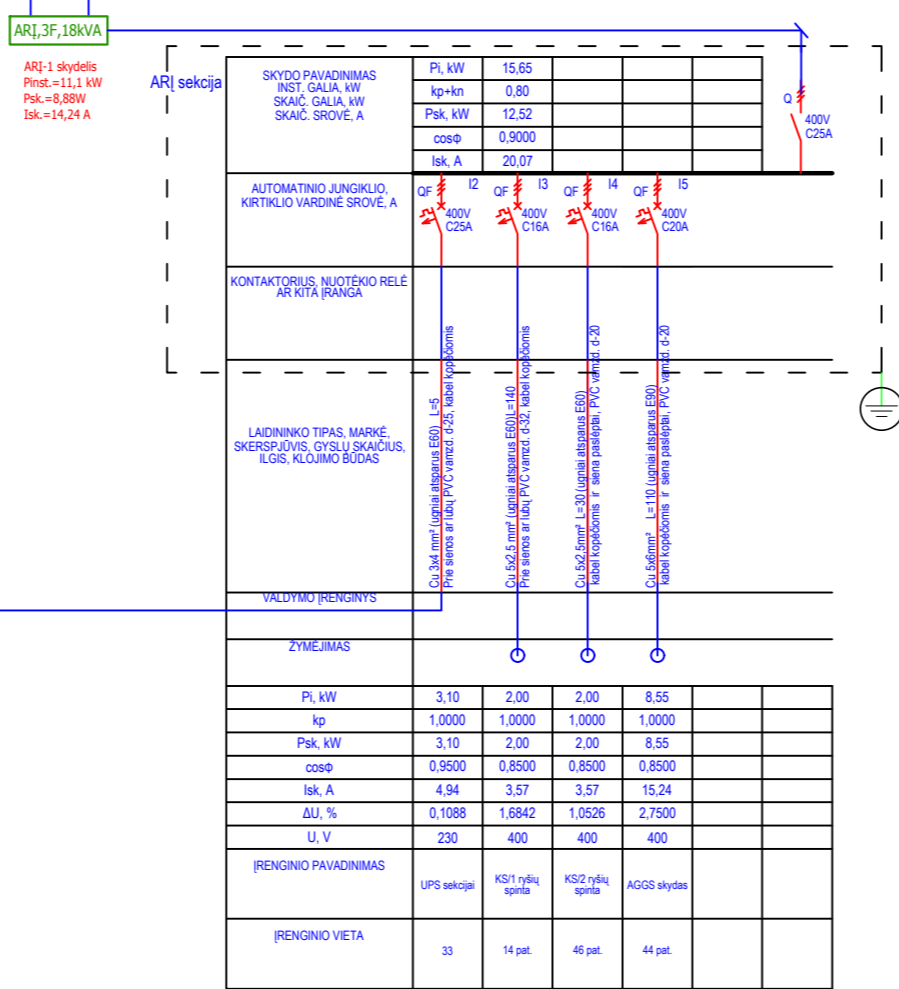 ARĮ,3F,18kVA
ARĮ-1 skydelis
Pinst.=11,1 kW
Psk.=8,88W
Isk.=14,24 A
ARĮ sekcija
SKYDO PAVADINIMAS
INST. GALIA, kW
SKAIČ. GALIA, kW
SKAIČ. SROVĖ, A
Pi, kW 15,65
kp+kn 0,80
Psk, kW 12,52
cosΦ 0,9000
Isk, A 20,07
Q
400V
C25A
AUTOMATINIO JUNGIKLIO,
KIRTIKLIO VARDINĖ SROVĖ, A
QF I2 QF I3 QF I4 QF I5
400V 400V 400V 400V
C25A C16A C16A C20A
KONTAKTORIUS, NUOTĖKIO RELĖ
AR KITA ĮRANGA
LAIDININKO TIPAS, MARKĖ,
SKERSPJŪVIS, GYSLŲ SKAIČIUS,
ILGIS, KLOJIMO BŪDAS
Cu 3x4 mm² (ugniai atsparus E60) L=5
Prie sienos ar lubų PVC vamzd. d-25, kabel kopėčiomis
Cu 5x2,5 mm² (ugniai atsparus E60)L=140
Prie sienos ar lubų PVC vamzd. d-32, kabel kopėčiomis
Cu 5x2,5mm² L=30 (ugniai atsparus E60)
kabel kopėčiomis ir siena paslėptai, PVC vamzd. d-20
Cu 5x6mm² L=110 (ugniai atsparus E90)
kabel kopėčiomis ir siena paslėptai, PVC vamzd. d-20
VALDYMO ĮRENGINYS
ŽYMĖJIMAS
Pi, kW 3,10 2,00 2,00 8,55
kp 1,0000 1,0000 1,0000 1,0000
Psk, kW 3,10 2,00 2,00 8,55
cosΦ 0,9500 0,8500 0,8500 0,8500
Isk, A 4,94 3,57 3,57 15,24
ΔU, % 0,1088 1,6842 1,0526 2,7500
U, V 230 400 400 400
ĮRENGINIO PAVADINIMAS
UPS sekcijai KS/1 ryšių spinta KS/2 ryšių spinta AGGS skydas
ĮRENGINIO VIETA
33 14 pat. 46 pat. 44 pat.